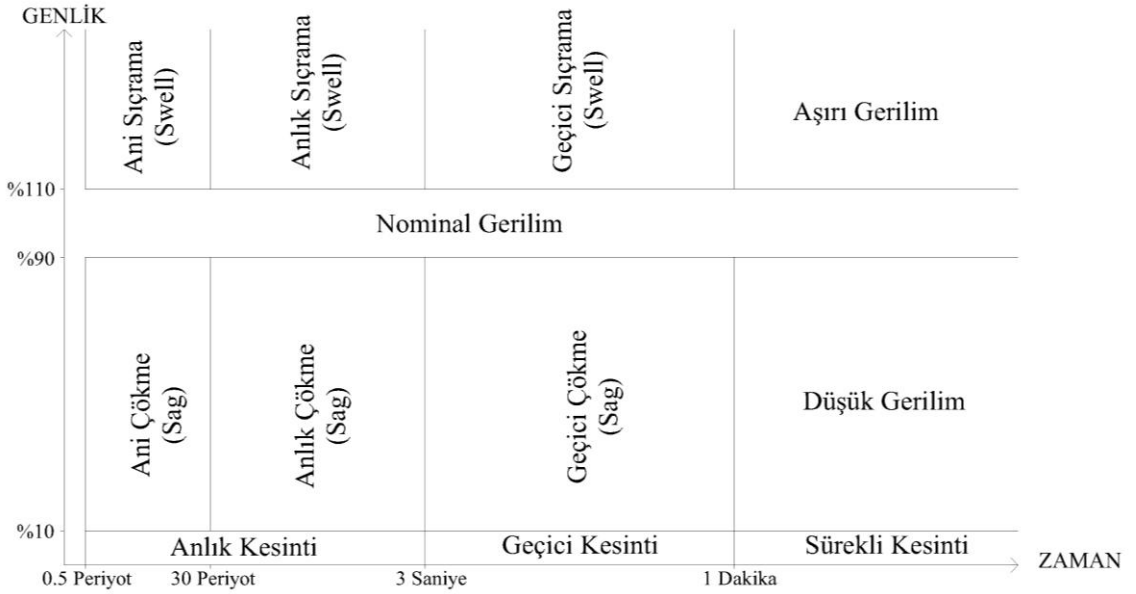 GENLİK
Ani Sıçrama
(Swell)
Anlık Sıçrama
(Swell)
Geçici Sıçrama
(Swell)
Aşırı Gerilim
%110
Nominal Gerilim
%90
Ani Çökme
(Sag)
Anlık Çökme
(Sag)
Geçici Çökme
(Sag)
Düşük Gerilim
%10
Anlık Kesinti
Geçici Kesinti
Sürekli Kesinti
ZAMAN
0.5 Periyot
30 Periyot
3 Saniye
1 Dakika